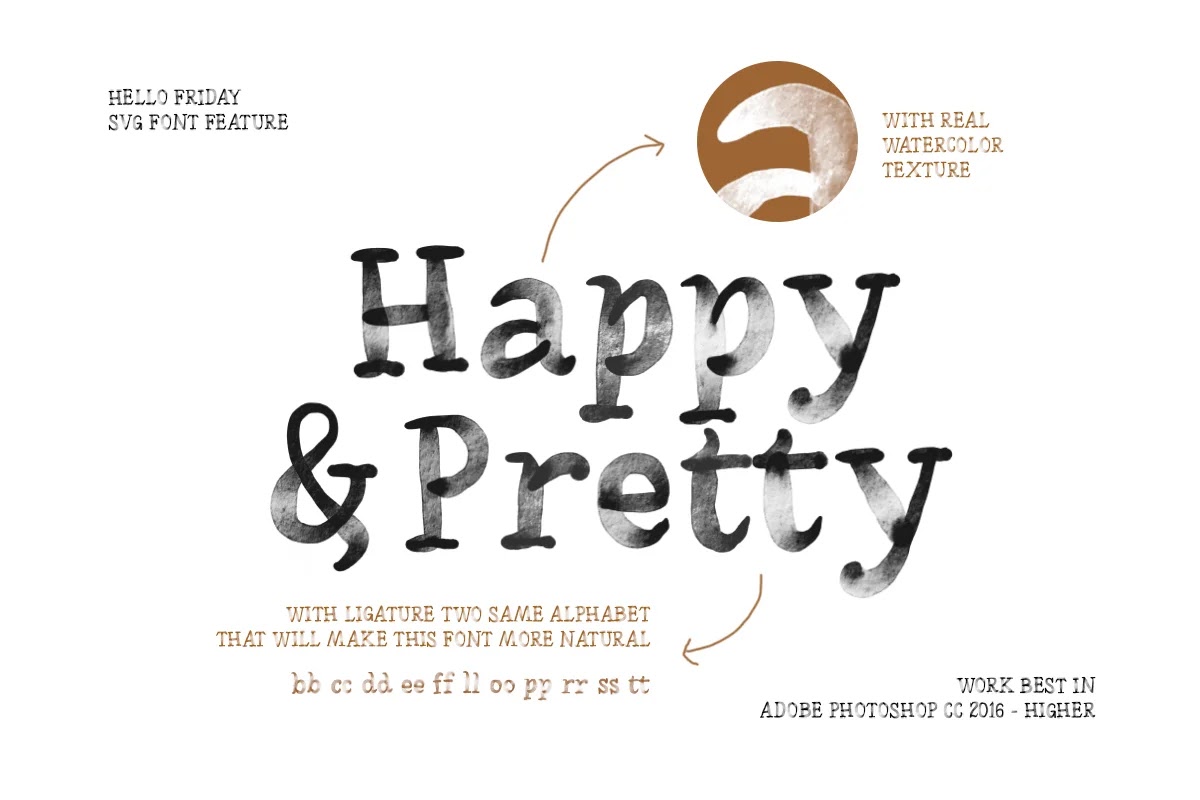 HELLO FRIDAY
SVG FONT FEATURE
WITH REAL
WATERCOLOR
TEXTURE
Happy
& Pretty
WITH LIGATURE TWO SAME ALPHABET
THAT WILL MAKE THIS FONT MORE NATURAL
bb cc dd ee ff ll oo pp rr ss tt
WORK BEST IN
ADOBE PHOTOSHOP CC 2016 - HIGHER